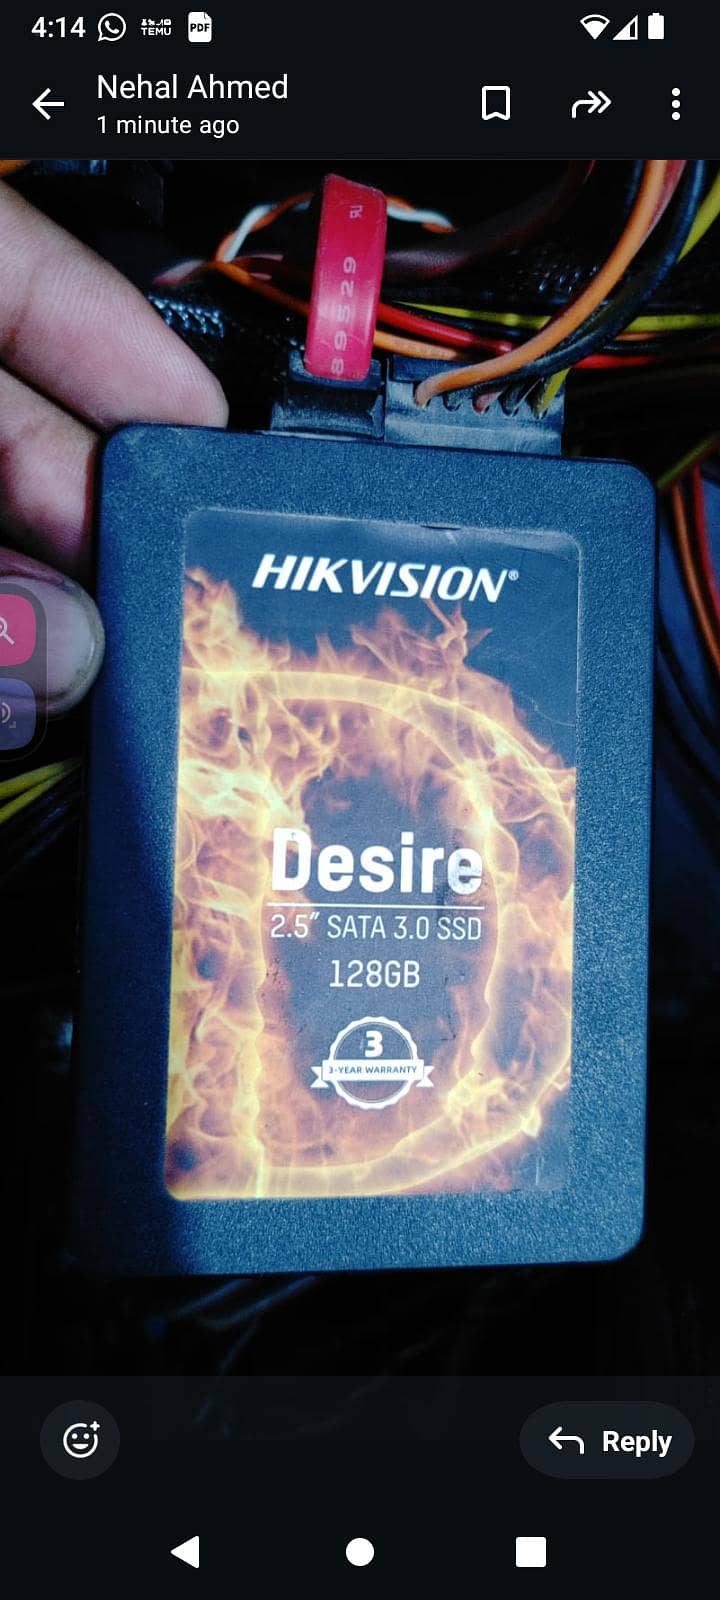 4:14
TEMU
PDF
Nehal Ahmed
1 minute ago
89529
HIKVISION®
Desire
2.5" SATA 3.0 SSD
128GB
3
3-YEAR WARRANTY
Reply